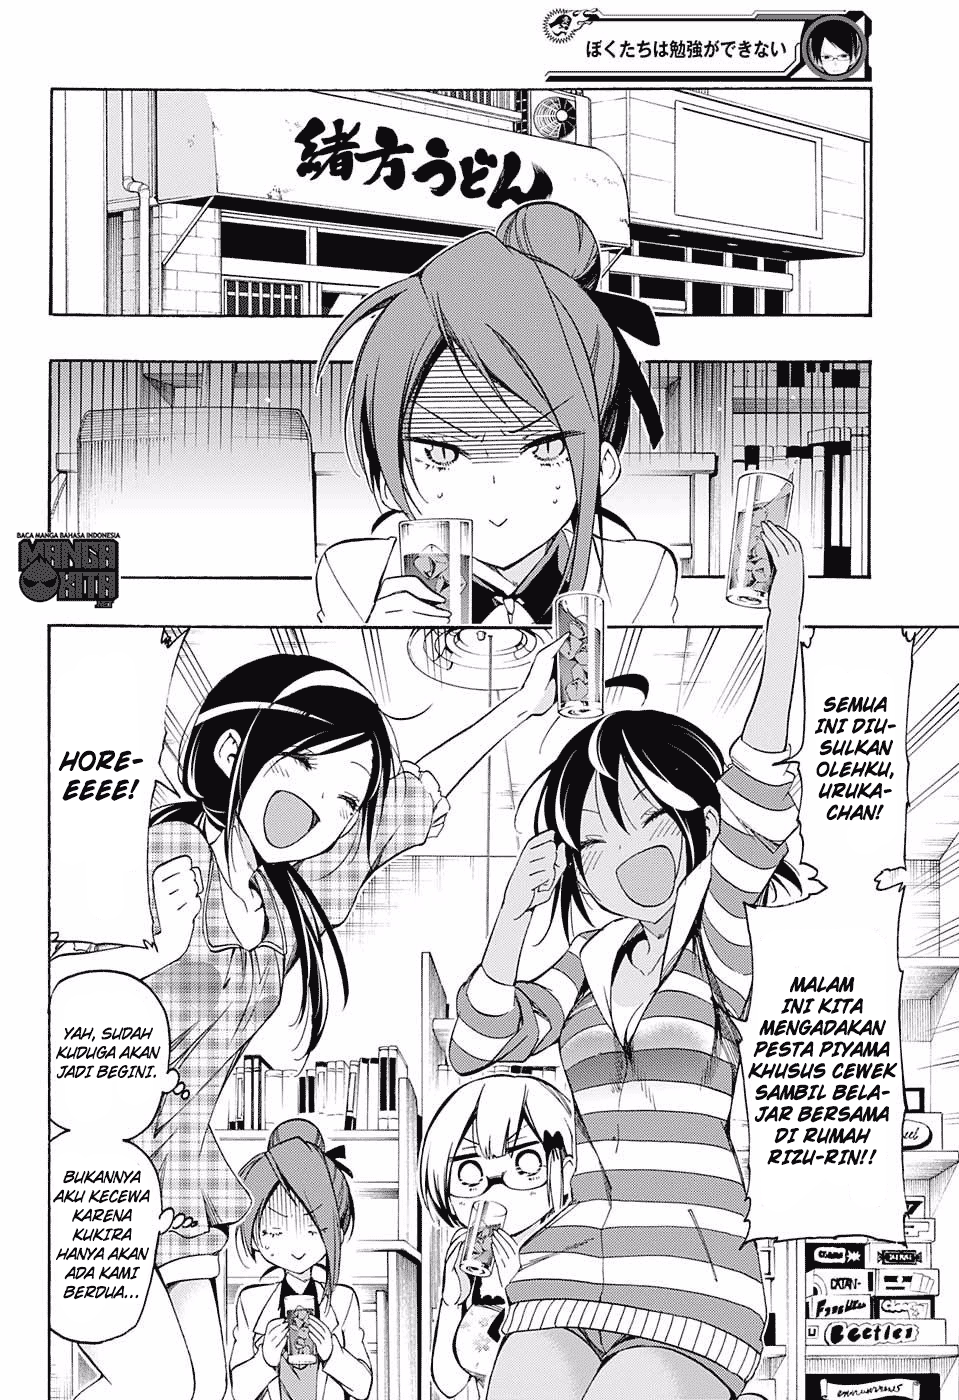 ぼくたちは勉強ができない
緒方うどん
BACA MANGA BAHASA INDONESIA
MANGA
KITA
.NET
SEMUA
INI DIU-
SULKAN
OLEHKU,
URUKA-
CHAN!
HORE-
EEEE!
MALAM
INI KITA
MENGADAKAN
PESTA PIYAMA
KHUSUS CEWEK
SAMBIL BELA-
JAR BERSAMA
DI RUMAH
RIZU-RIN!!
YAH, SUDAH
KUDUGA AKAN
JADI BEGINI.
BUKANNYA
AKU KECEWA
KARENA
KUKIRA
HANYA AKAN
ADA KAMI
BERDUA...
CATAN
Beetles